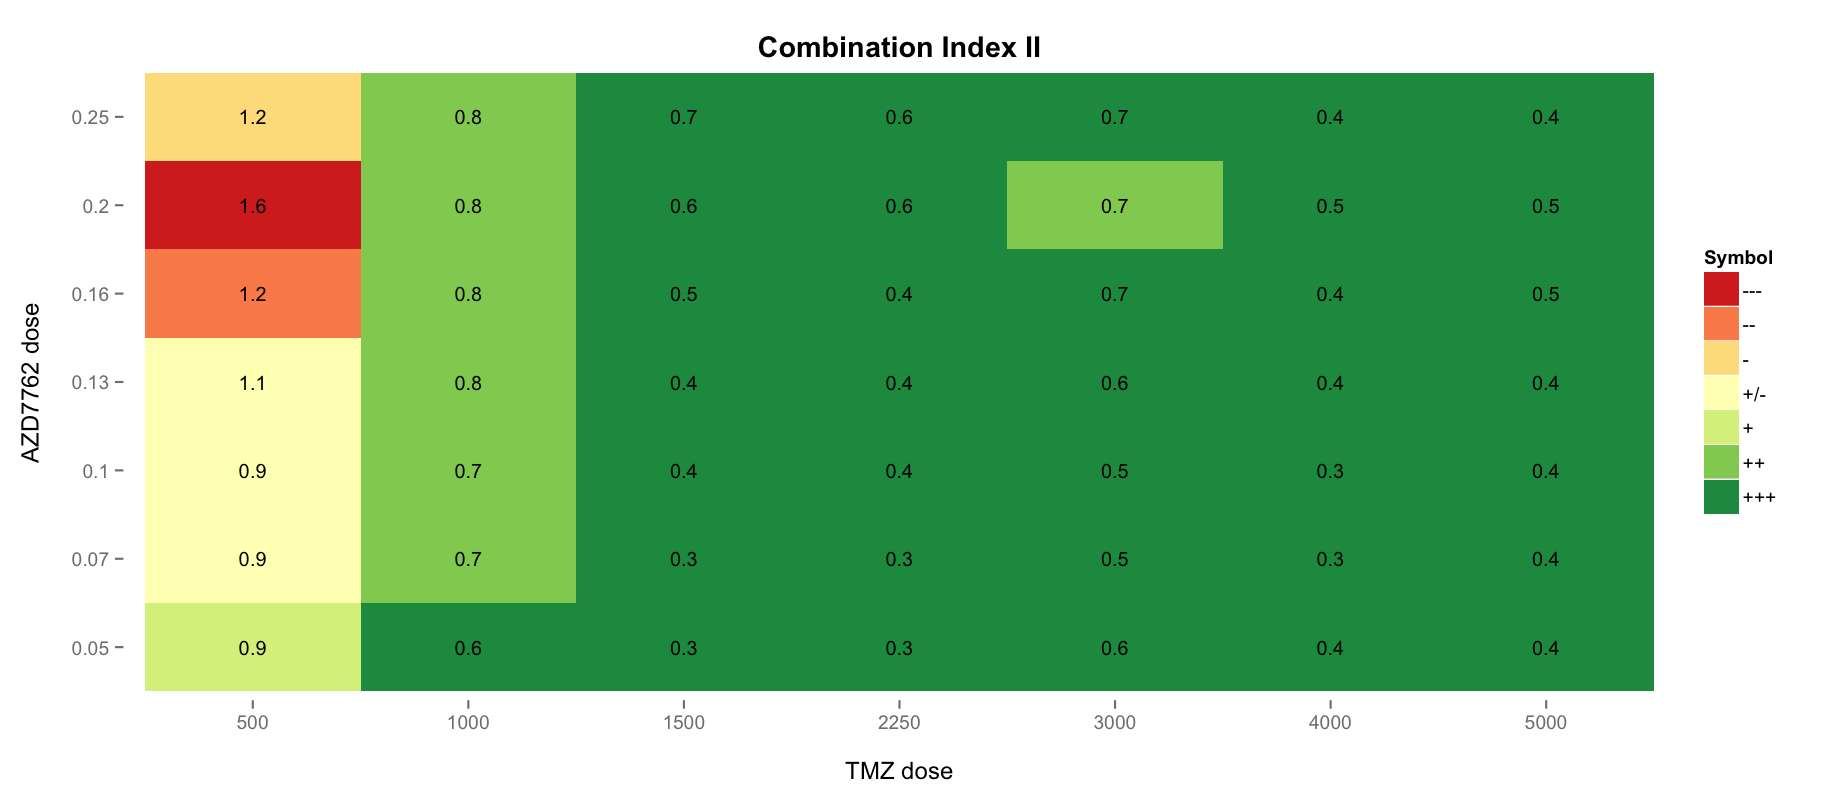 Combination Index II
0.25 1.2 0.8 0.7 0.6 0.7 0.4 0.4
0.2 1.6 0.8 0.6 0.6 0.7 0.5 0.5
0.16 1.2 0.8 0.5 0.4 0.7 0.4 0.5
0.13 1.1 0.8 0.4 0.4 0.6 0.4 0.4
0.1 0.9 0.7 0.4 0.4 0.5 0.3 0.4
0.07 0.9 0.7 0.3 0.3 0.5 0.3 0.4
0.05 0.9 0.6 0.3 0.3 0.6 0.4 0.4
500 1000 1500 2250 3000 4000 5000
TMZ dose
AZD7762 dose
Symbol
---
--
-
+/-
+
++
+++